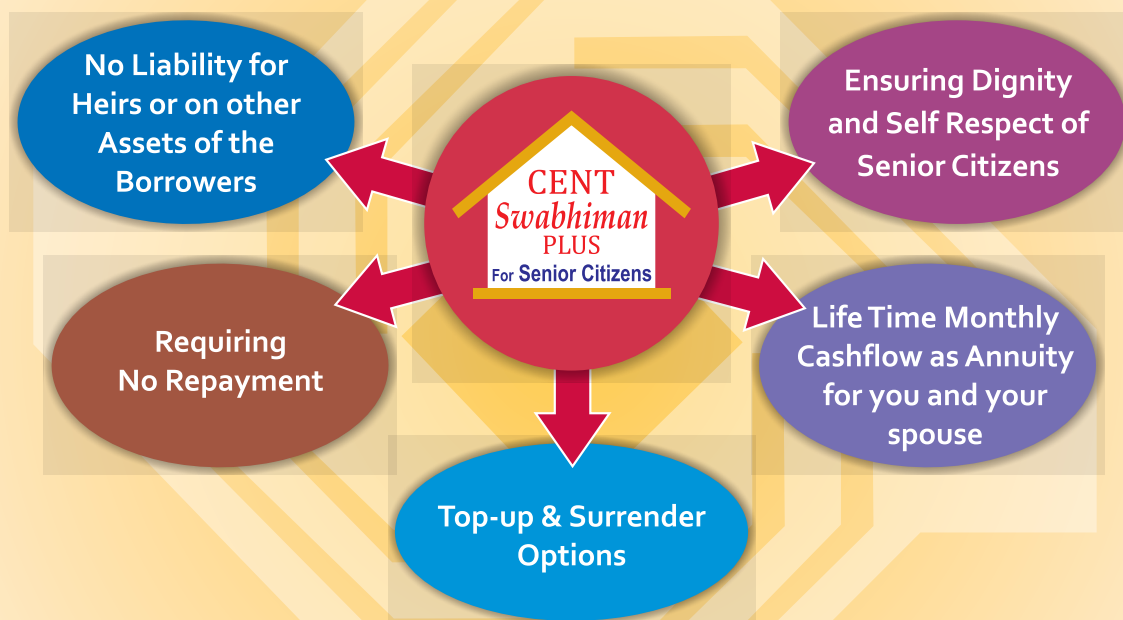 No Liability for
Heirs or on other
Assets of the
Borrowers
Ensuring Dignity
and Self Respect of
Senior Citizens
CENT
Swabhiman
PLUS
For Senior Citizens
Requiring
No Repayment
Life Time Monthly
Cashflow as Annuity
for you and your
spouse
Top-up & Surrender
Options